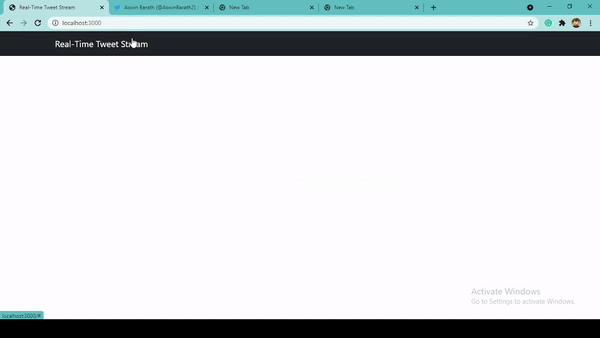 Real-Time Tweet Stream
Aswin Barath (@AswinBarath2)
New Tab
New Tab
localhost:3000
Real-Time Tweet Stream
Activate Windows
Go to Settings to activate Windows.
localhost:3000/#